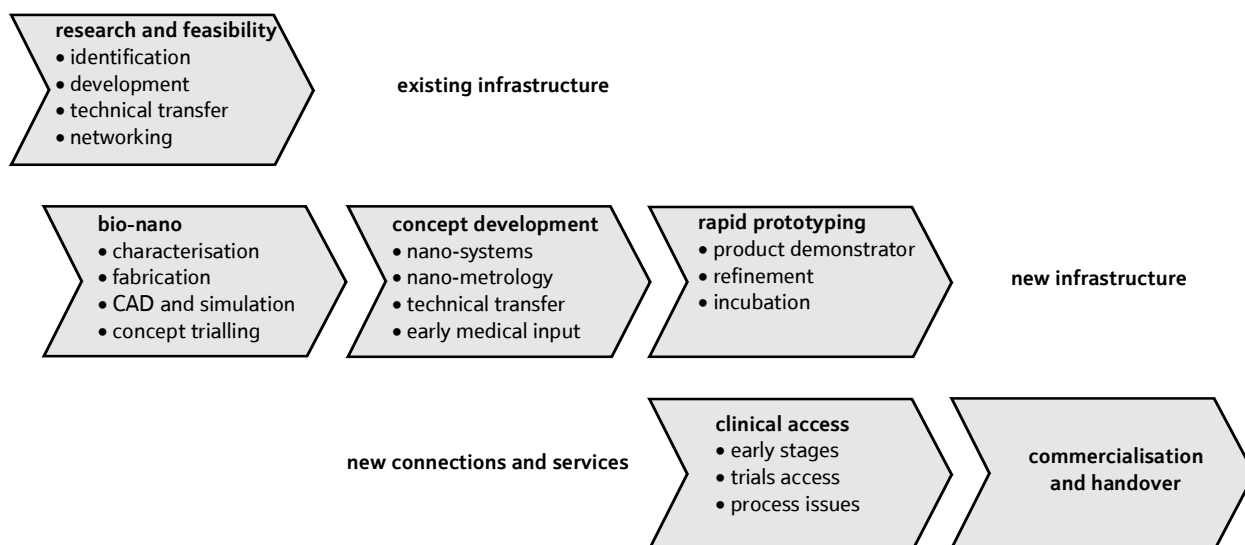 research and feasibility
• identification
• development
• technical transfer
• networking
existing infrastructure
bio-nano
• characterisation
• fabrication
• CAD and simulation
• concept trialling
concept development
• nano-systems
• nano-metrology
• technical transfer
• early medical input
rapid prototyping
• product demonstrator
• refinement
• incubation
new infrastructure
new connections and services
clinical access
• early stages
• trials access
• process issues
commercialisation
and handover